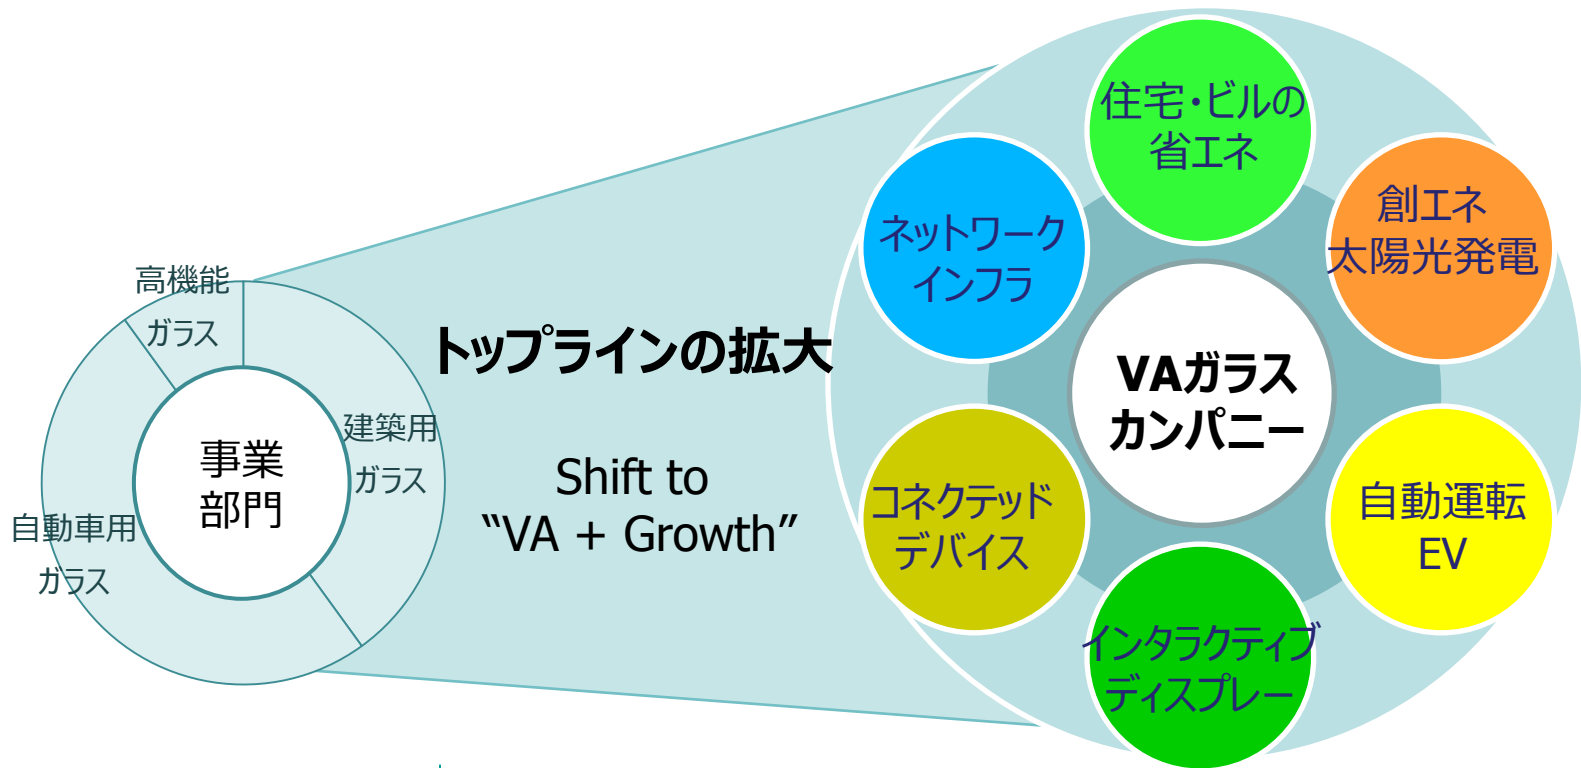 高機能
ガラス
建築用
ガラス
自動車用
ガラス
事業
部門
トップラインの拡大
Shift to
“VA + Growth”
住宅・ビルの
省エネ
創エネ
太陽光発電
自動運転
EV
インタラクティブ
ディスプレー
コネクテッド
デバイス
ネットワーク
インフラ
VAガラス
カンパニー